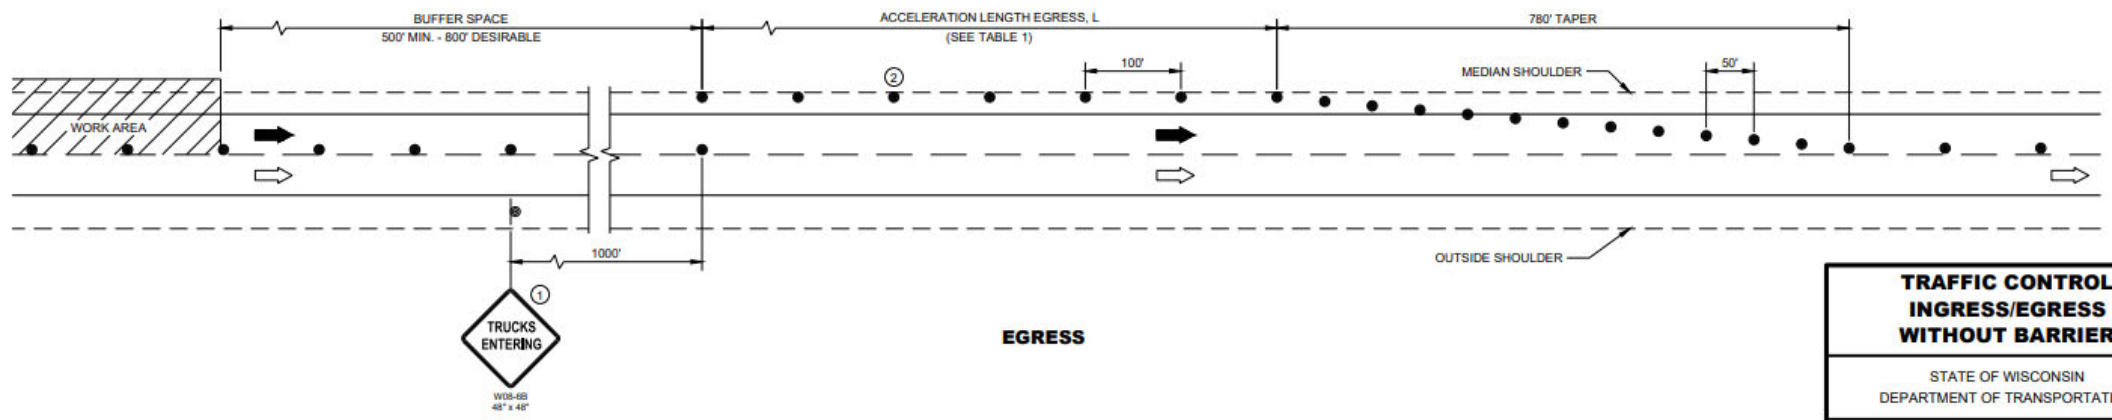 BUFFER SPACE
500' MIN. - 800' DESIRABLE
ACCELERATION LENGTH EGRESS, L
(SEE TABLE 1)
780' TAPER
100'
50'
2
MEDIAN SHOULDER
WORK AREA
1000'
OUTSIDE SHOULDER
1
TRUCKS
ENTERING
W08-6B
48" x 48"
EGRESS
TRAFFIC CONTROL
INGRESS/EGRESS
WITHOUT BARRIER
STATE OF WISCONSIN
DEPARTMENT OF TRANSPORTAT